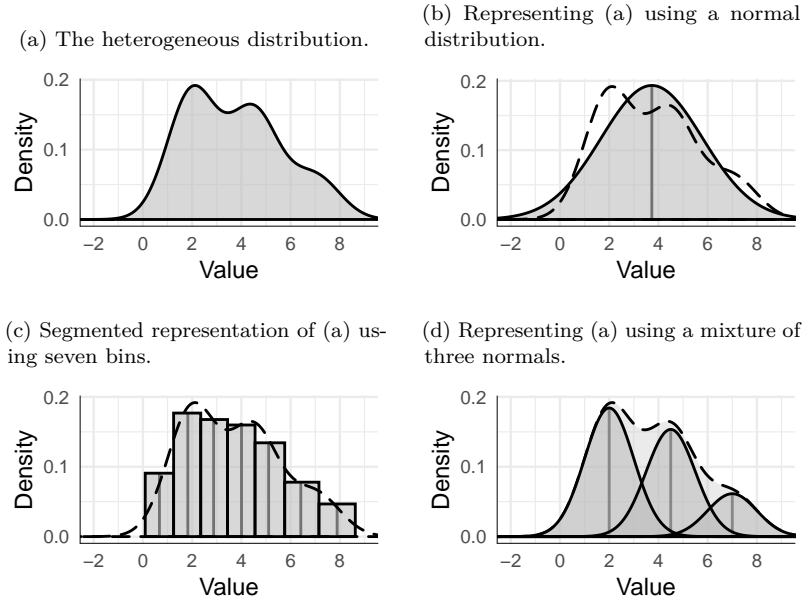 (a) The heterogeneous distribution.
0.2
0.1
0.0
Density
−2 0 2 4 6 8
Value
(b) Representing (a) using a normal
distribution.
0.2
0.1
0.0
Density
−2 0 2 4 6 8
Value
(c) Segmented representation of (a) us-
ing seven bins.
0.2
0.1
0.0
Density
−2 0 2 4 6 8
Value
(d) Representing (a) using a mixture of
three normals.
0.2
0.1
0.0
Density
−2 0 2 4 6 8
Value